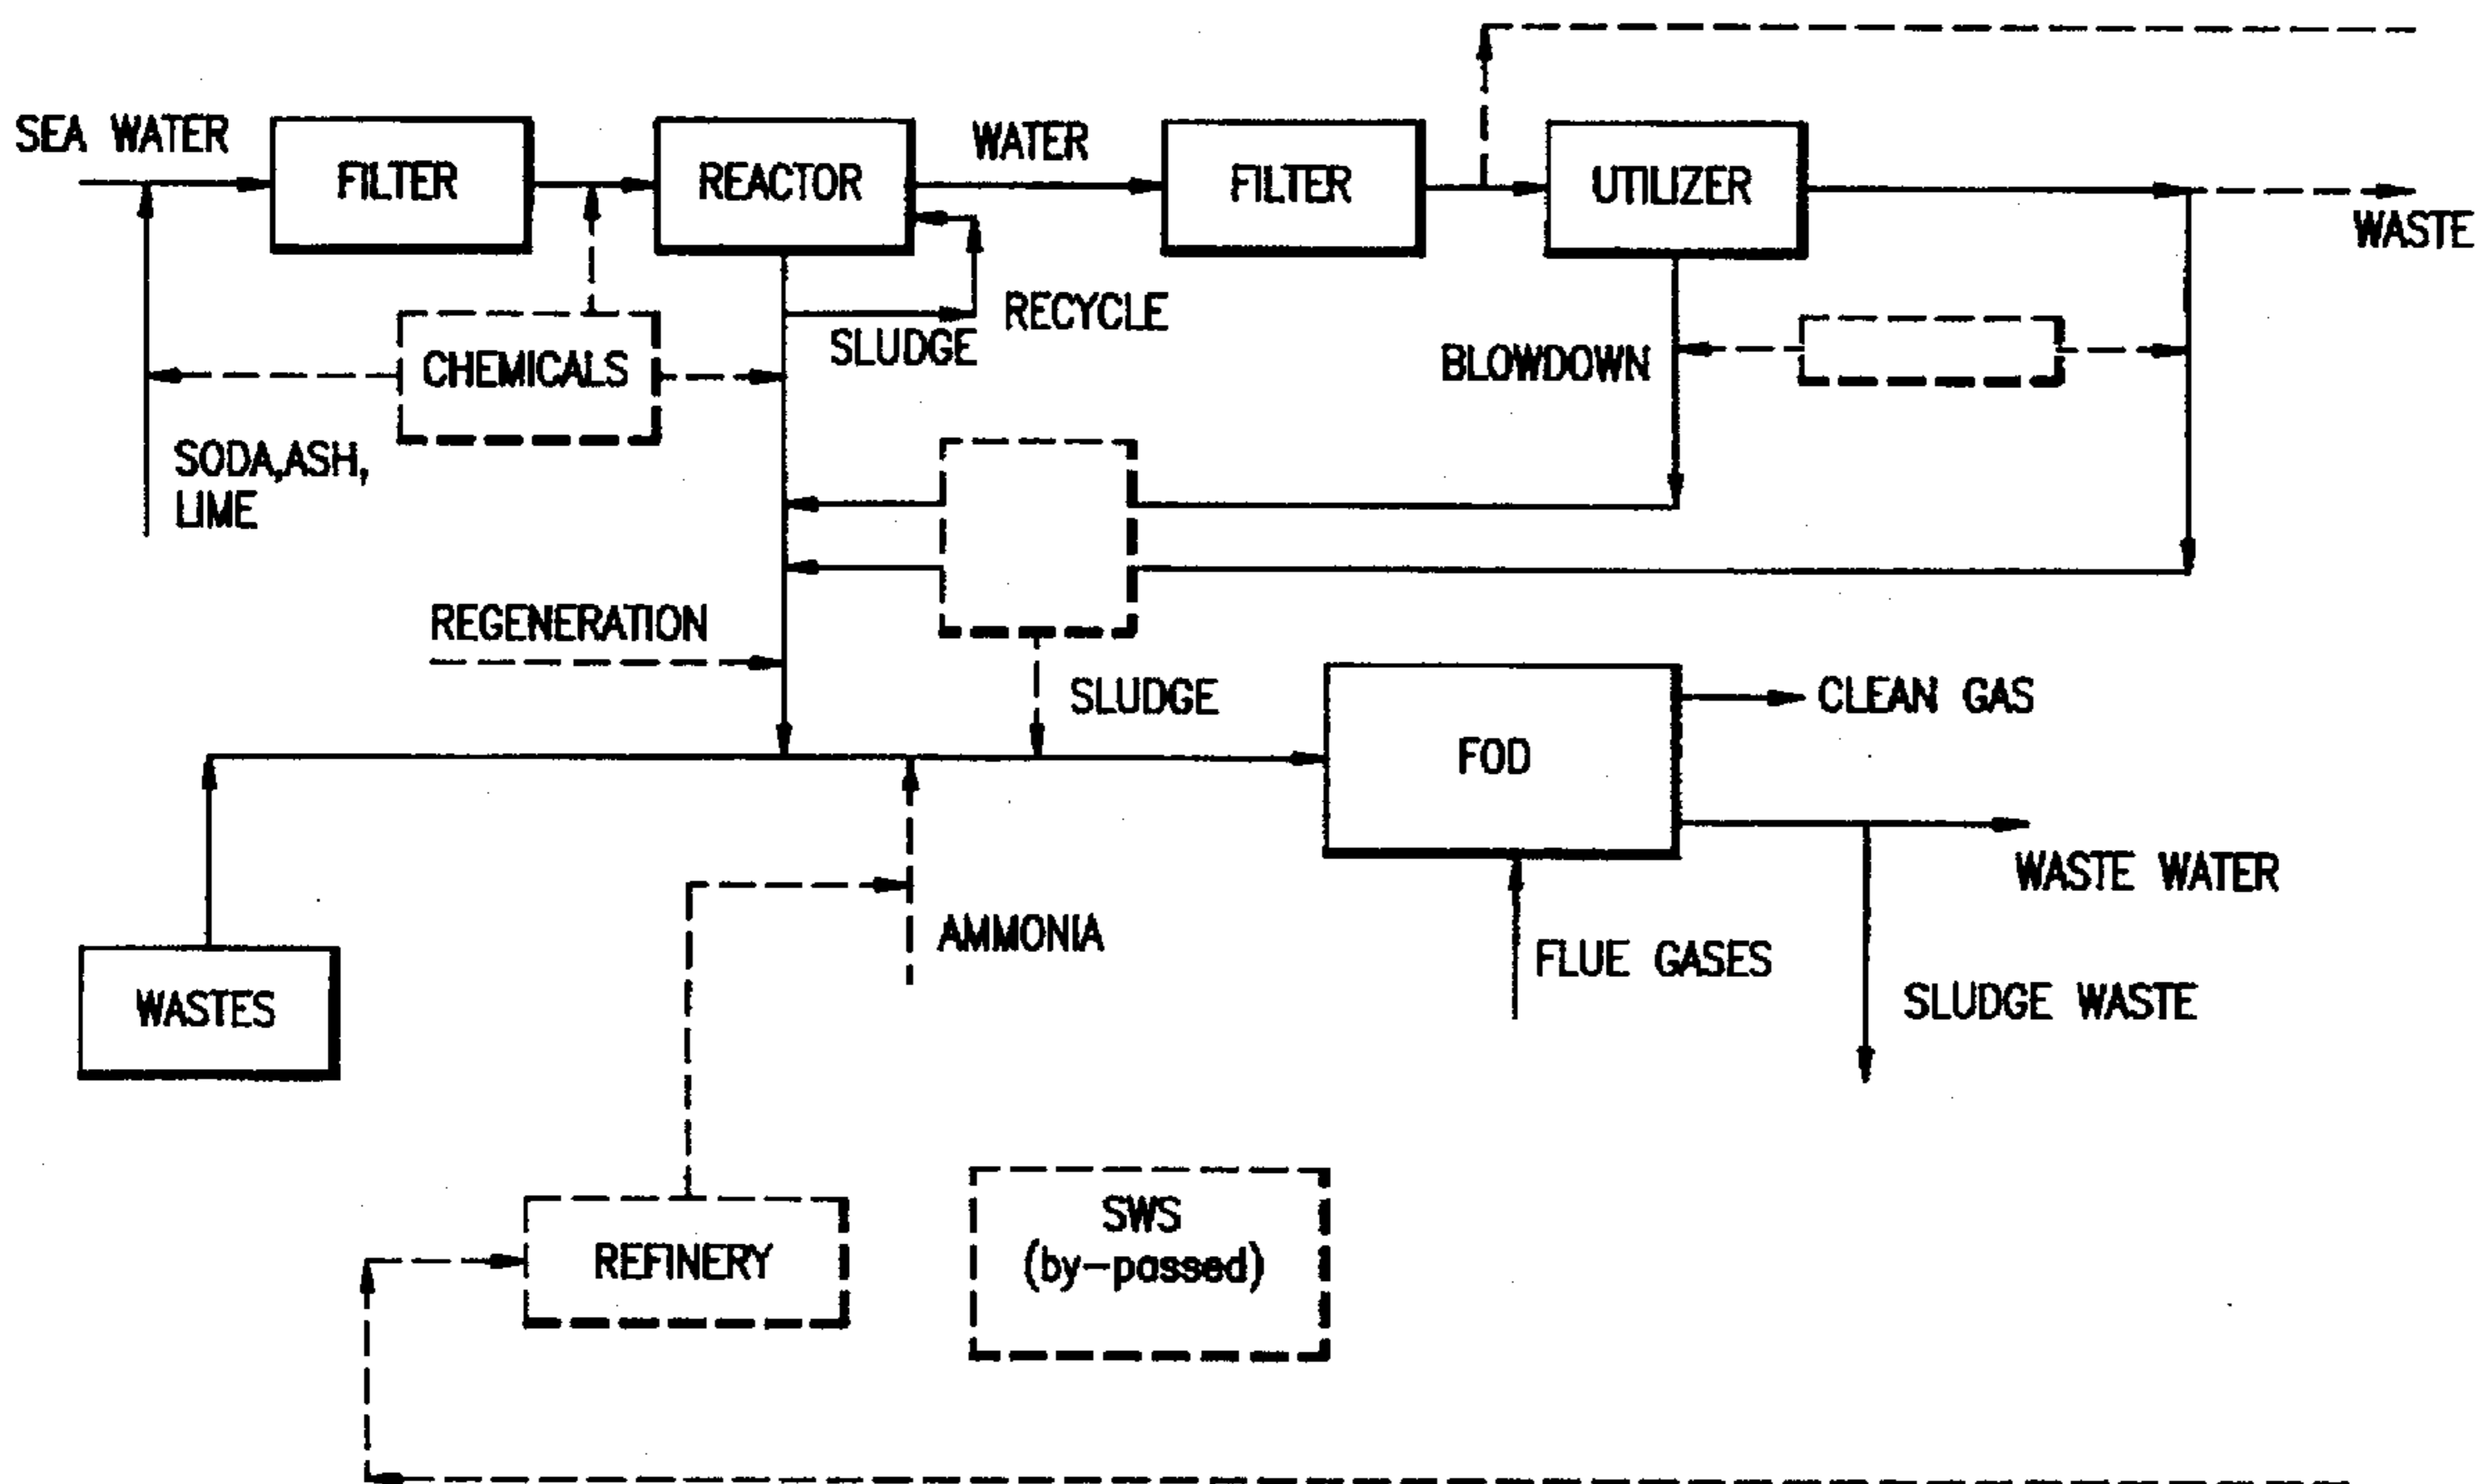 SEA WATER
FILTER
REACTOR
WATER
FILTER
UTILIZER
WASTE
RECYCLE
SLUDGE
CHEMICALS
BLOWDOWN
SODA,ASH,
LIME
REGENERATION
SLUDGE
CLEAN GAS
FOD
WASTE WATER
AMMONIA
FLUE GASES
WASTES
SLUDGE WASTE
SWS
REFINERY
(by-passed)